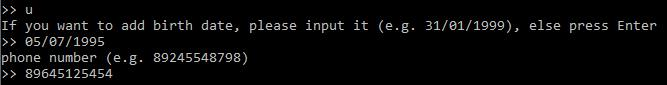 >> u
If you want to add birth date, please input it (e.g. 31/01/1999), else press Enter
>> 05/07/1995
phone number (e.g. 89245548798)
>> 89645125454